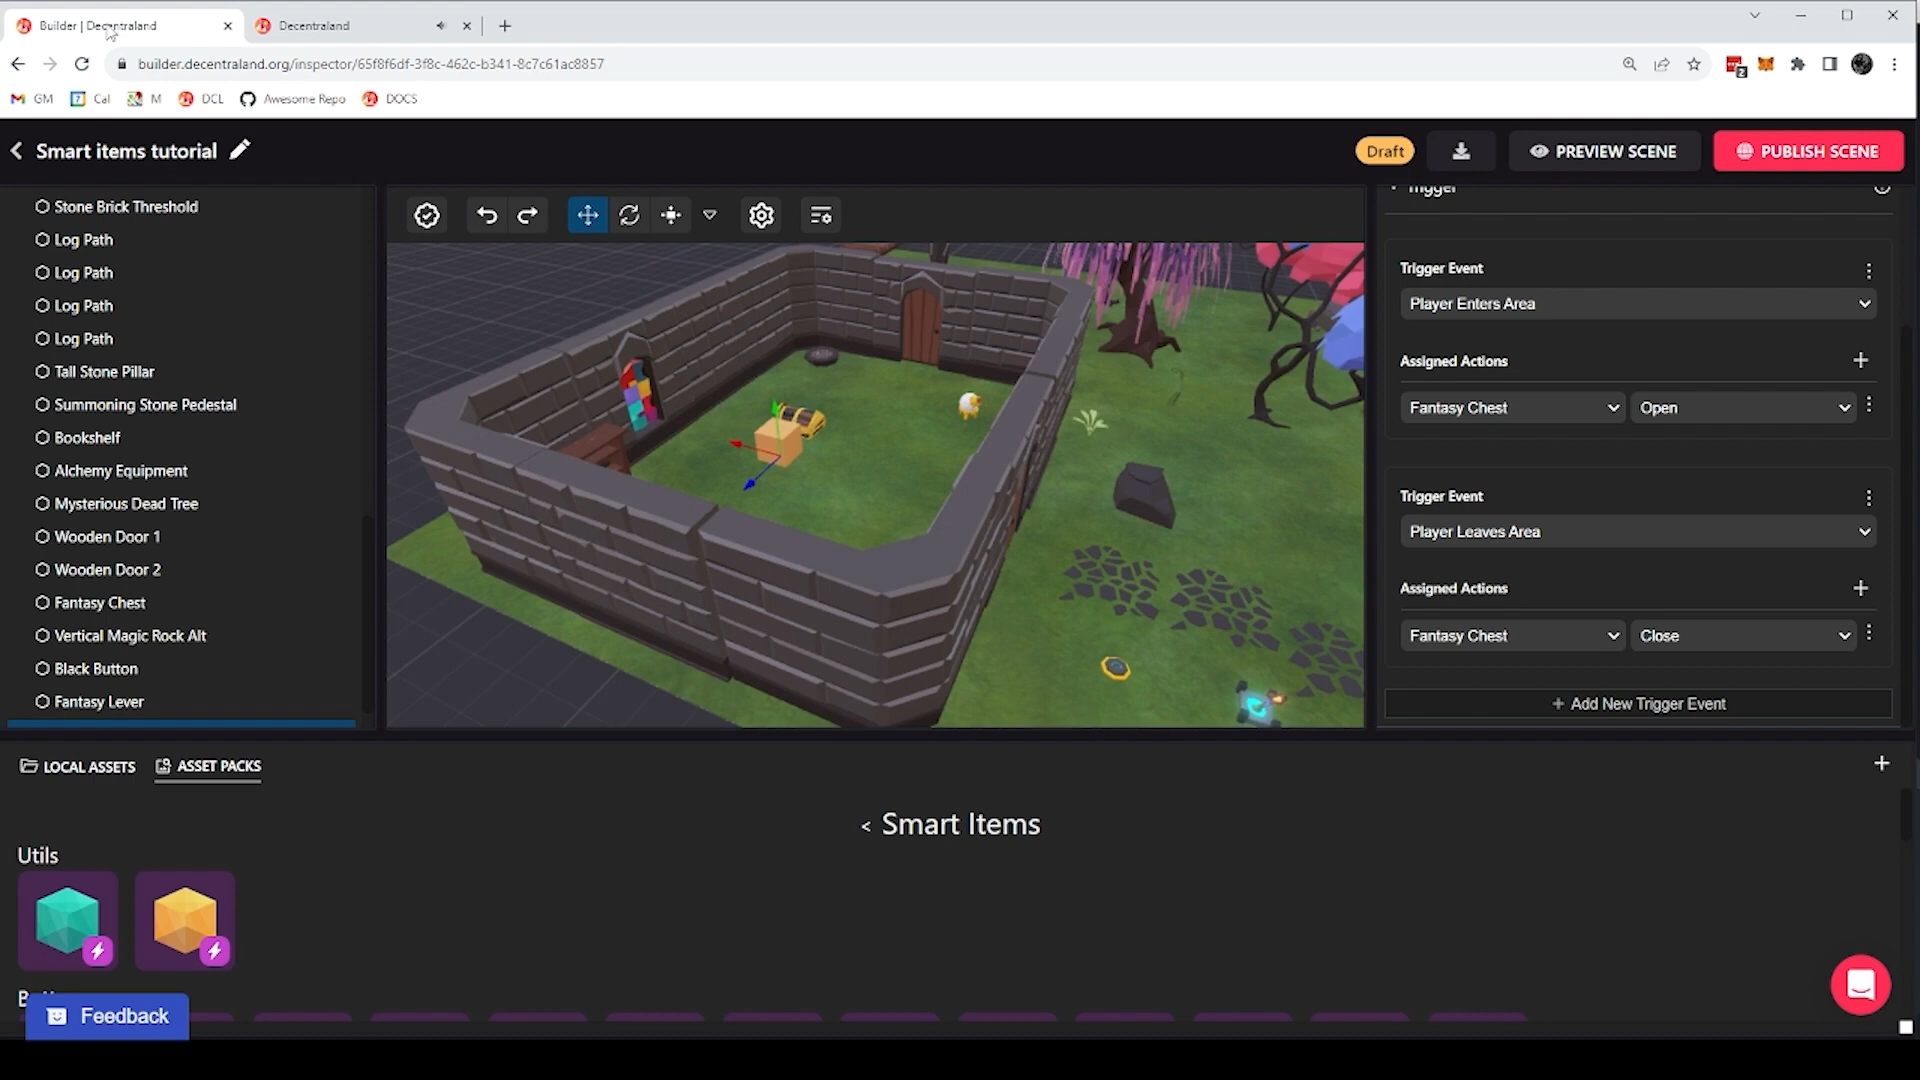 Builder | Decentraland
Decentraland
builder.decentraland.org/inspector/65f8f6df-3f8c-462c-b341-8c7c61ac8857
GM
Cal
M
DCL
Awesome Repo
DOCS
2
7
Smart items tutorial
Draft
PREVIEW SCENE
PUBLISH SCENE
Stone Brick Threshold
Log Path
Log Path
Log Path
Log Path
Tall Stone Pillar
Summoning Stone Pedestal
Bookshelf
Alchemy Equipment
Mysterious Dead Tree
Wooden Door 1
Wooden Door 2
Fantasy Chest
Vertical Magic Rock Alt
Black Button
Fantasy Lever
Trigger
Trigger Event
Player Enters Area
Assigned Actions
Fantasy Chest
Open
Trigger Event
Player Leaves Area
Assigned Actions
Fantasy Chest
Close
+ Add New Trigger Event
LOCAL ASSETS
ASSET PACKS
< Smart Items
Utils
Feedback